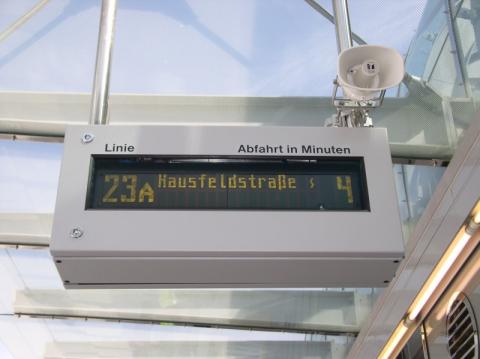 Linie Abfahrt in Minuten
23A Hausfeldstraße 4